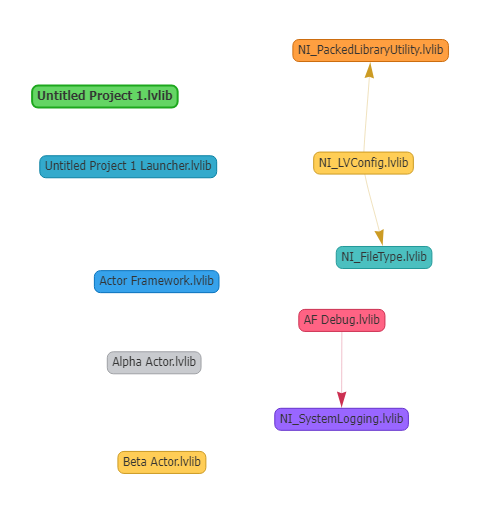 NI_PackedLibraryUtility.lvlib
Untitled Project 1.lvlib
Untitled Project 1 Launcher.lvlib
NI_LVConfig.lvlib
NI_FileType.lvlib
Actor Framework.lvlib
AF Debug.lvlib
Alpha Actor.lvlib
NI_SystemLogging.lvlib
Beta Actor.lvlib